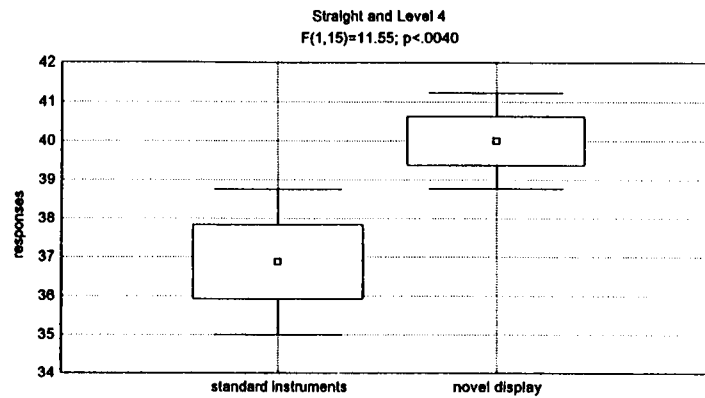 Straight and Level 4
F(1,15)=11.55; p<.0040
42
41
40
39
38
37
36
35
34
responses
standard instruments
novel display